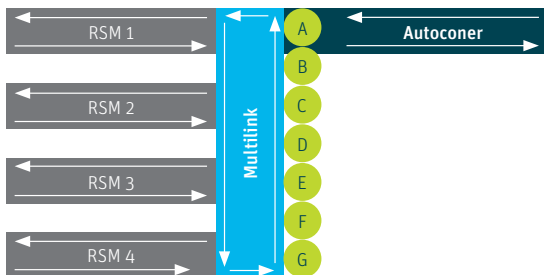 RSM 1
RSM 2
RSM 3
RSM 4
Multilink
A
B
C
D
E
F
G
Autoconer